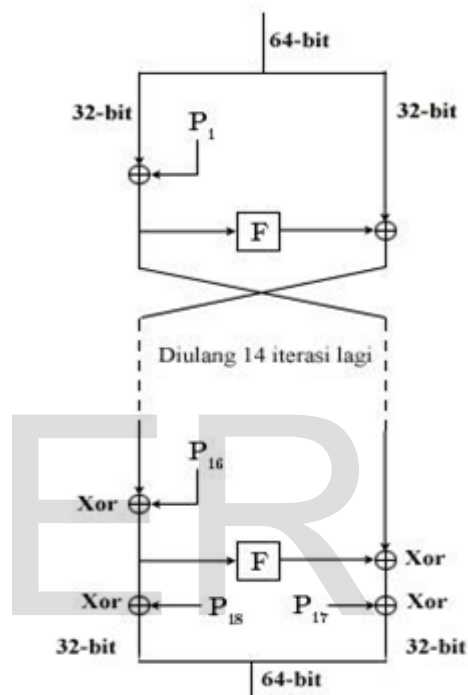 64-bit
32-bit
32-bit
P1
F
Diulang 14 iterasi lagi
ER
P16
Xor
F
Xor
Xor
P18
P17
Xor
32-bit
32-bit
64-bit